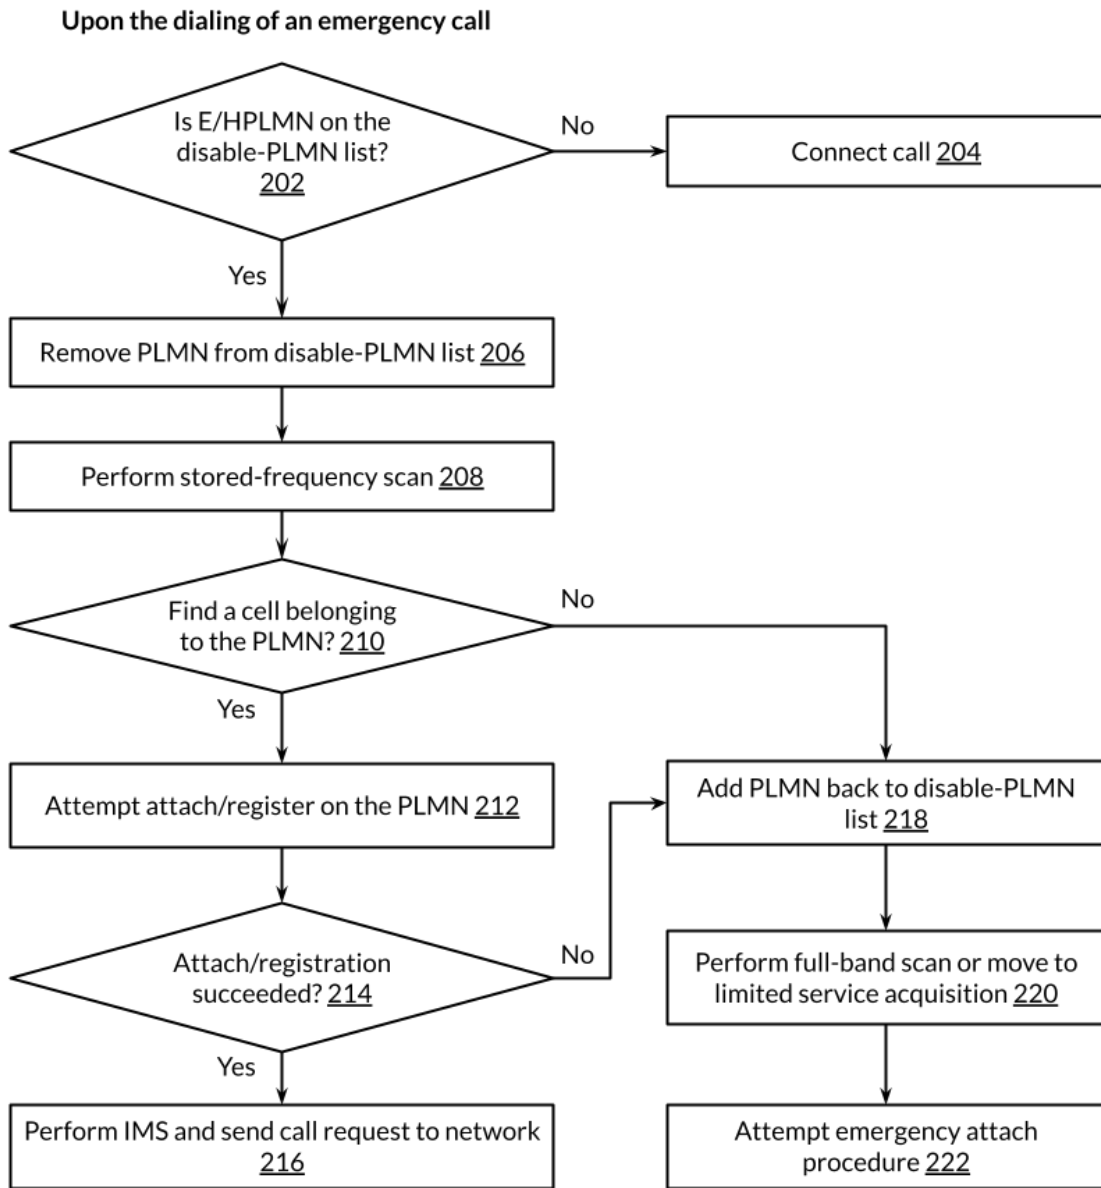 Upon the dialing of an emergency call
Is E/HPLMN on the
disable-PLMN list?
202
No
Connect call 204
Yes
Remove PLMN from disable-PLMN list 206
Perform stored-frequency scan 208
Find a cell belonging
to the PLMN? 210
No
Yes
Attempt attach/register on the PLMN 212
Add PLMN back to disable-PLMN
list 218
Attach/registration
succeeded? 214
No
Perform full-band scan or move to
limited service acquisition 220
Yes
Perform IMS and send call request to network
216
Attempt emergency attach
procedure 222